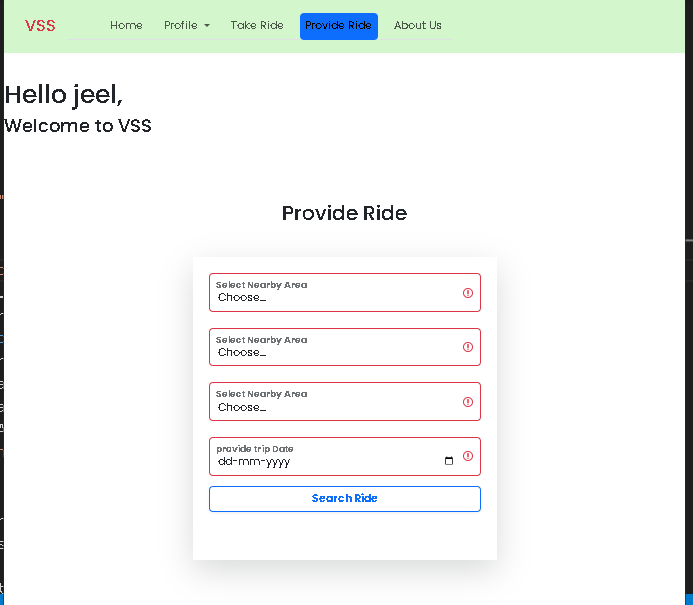 VSS Home Profile Take Ride Provide Ride About Us
Hello jeel,
Welcome to VSS
Provide Ride
Select Nearby Area
Choose...
Select Nearby Area
Choose...
Select Nearby Area
Choose...
provide trip Date
dd-mm-yyyy
Search Ride